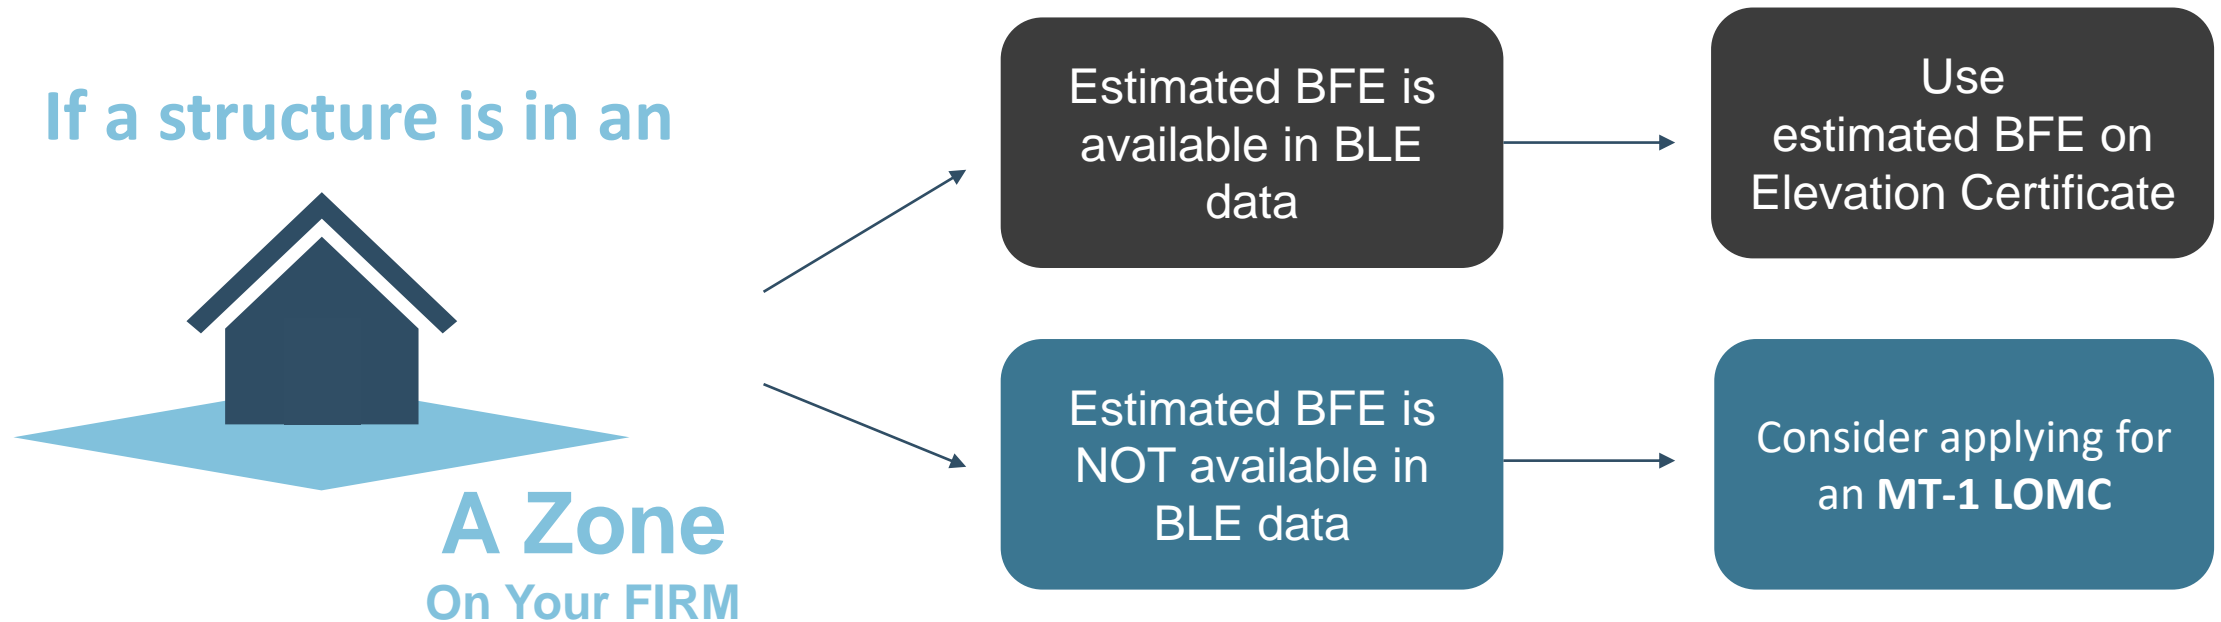 If a structure is in an
A Zone
On Your FIRM
Estimated BFE is
available in BLE
data
Use
estimated BFE on
Elevation Certificate
Estimated BFE is
NOT available in
BLE data
Consider applying for
an MT-1 LOMC